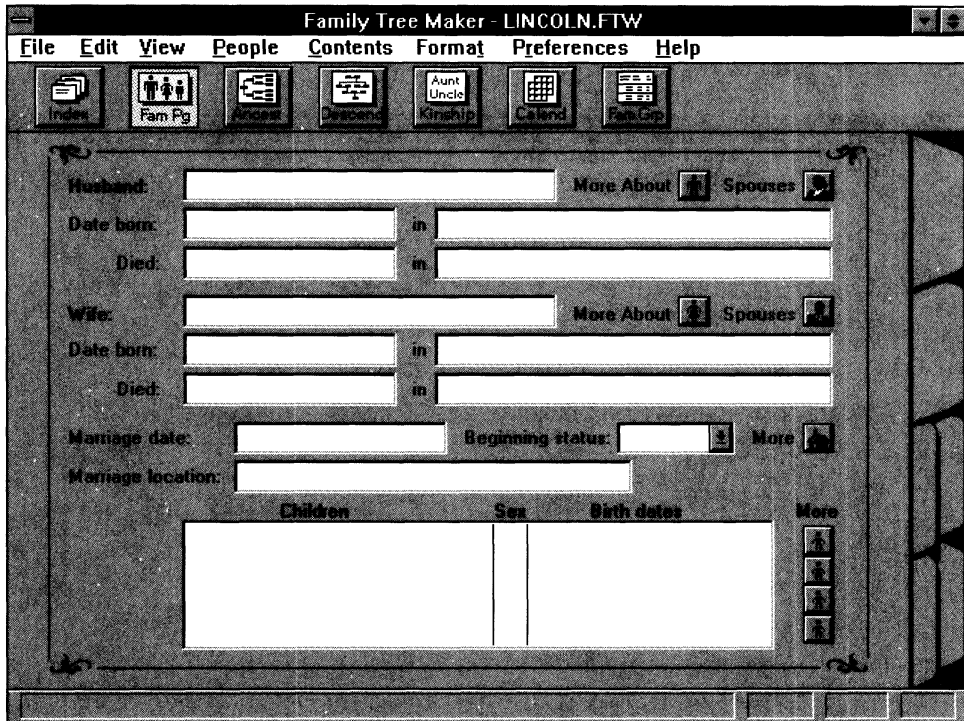 Family Tree Maker - LINCOLN.FTW
File Edit View People Contents Format Preferences Help
Aunt
Uncle
Index Fam Pg Ancest Descend Kinship Calend Fam Grp
Husband: More About Spouses
Date born: in
Died: in
Wife: More About Spouses
Date born: in
Died: in
Marriage date: Beginning status: More
Marriage location:
Children Sex Birth dates More